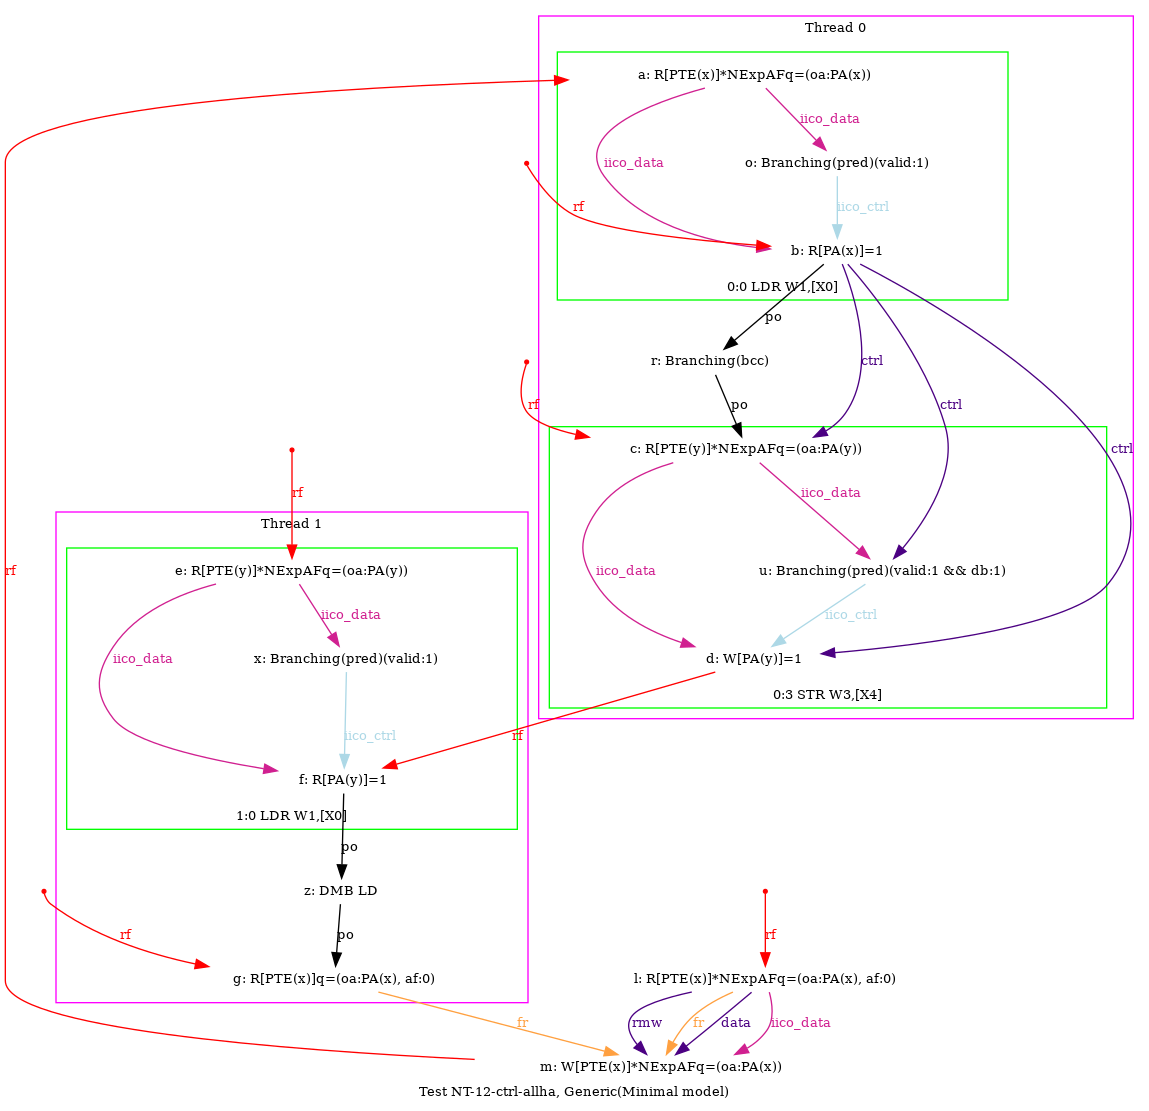 Thread 0
a: R[PTE(x)]*NExpAFq=(oa:PA(x))
iico_data
o: Branching(pred)(valid:1)
iico_data
rf
iico_ctrl
b: R[PA(x)]=1
0:0 LDR W1,[X0]
po
r: Branching(bcc)
ctrl
rf
po
ctrl
ctrl
c: R[PTE(y)]*NExpAFq=(oa:PA(y))
rf
iico_data
Thread 1
rf
e: R[PTE(y)]*NExpAFq=(oa:PA(y))
iico_data
u: Branching(pred)(valid:1 && db:1)
iico_data
iico_ctrl
iico_data
x: Branching(pred)(valid:1)
d: W[PA(y)]=1
0:3 STR W3,[X4]
iico_ctrl
rf
f: R[PA(y)]=1
1:0 LDR W1,[X0]
po
z: DMB LD
rf
po
rf
g: R[PTE(x)]q=(oa:PA(x), af:0)
l: R[PTE(x)]*NExpAFq=(oa:PA(x), af:0)
fr
rmw
fr
data
iico_data
m: W[PTE(x)]*NExpAFq=(oa:PA(x))
Test NT-12-ctrl-allha, Generic(Minimal model)